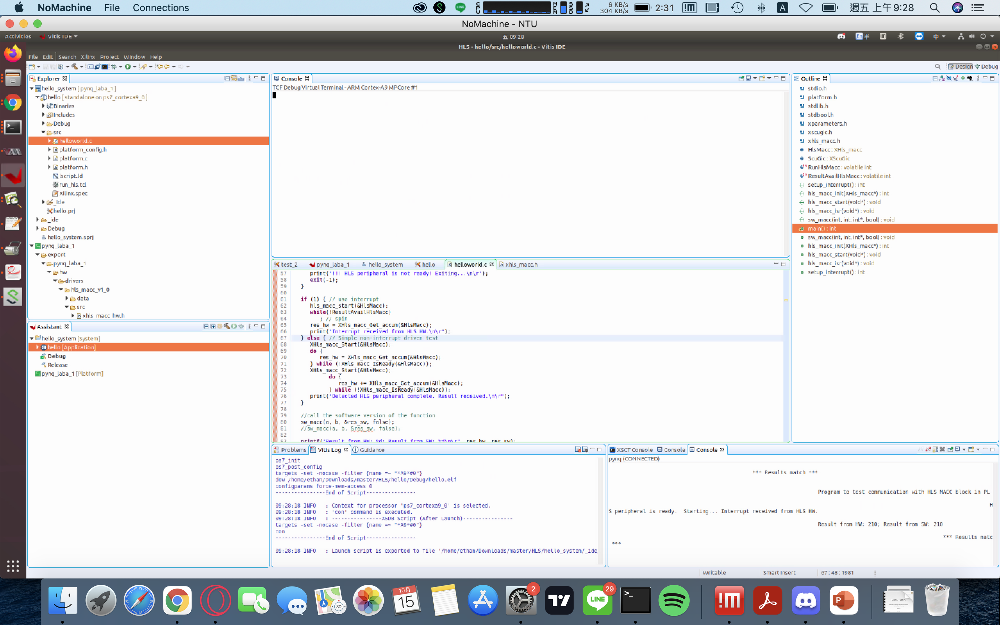 NoMachine File Connections
LINE CPU MEM SSD 6 KB/s 304 KB/s 2:31 A 週五 上午9:28
NoMachine - NTU
Activities Vitis IDE 五 09:28 En 半 中
HLS - hello/src/helloworld.c - Vitis IDE
File Edit Search Xilinx Project Window Help
Design Debug
Explorer
hello_system [ pynq_laba_1 ]
hello [ standalone on ps7_cortexa9_0 ]
Binaries
Includes
Debug
src
helloworld.c
platform_config.h
platform.c
platform.h
lscript.ld
run_hls.tcl
Xilinx.spec
_ide
hello.prj
_ide
Debug
hello_system.sprj
pynq_laba_1
export
pynq_laba_1
hw
drivers
hls_macc_v1_0
data
src
xhls_macc_hw.h
Assistant
hello_system [System]
hello [Application]
Debug
Release
pynq_laba_1 [Platform]
Console
TCF Debug Virtual Terminal - ARM Cortex-A9 MPCore #1
test_2 pynq_laba_1 hello_system hello helloworld.c xhls_macc.h
57 print("!!! HLS peripheral is not ready! Exiting...\n\r");
58 exit(-1);
59 }
60
61 if (1) { // use interrupt
62 hls_macc_start(&HlsMacc);
63 while(!ResultAvailHlsMacc)
64 ; // spin
65 res_hw = XHls_macc_Get_accum(&HlsMacc);
66 print("Interrupt received from HLS HW.\n\r");
67 } else { // Simple non-interrupt driven test
68 XHls_macc_Start(&HlsMacc);
69 do {
70 res_hw = XHls_macc_Get_accum(&HlsMacc);
71 } while (!XHls_macc_IsReady(&HlsMacc));
72 XHls_macc_Start(&HlsMacc);
73 do {
74 res_hw += XHls_macc_Get_accum(&HlsMacc);
75 } while (!XHls_macc_IsReady(&HlsMacc));
76 print("Detected HLS peripheral complete. Result received.\n\r");
77 }
78
79 //call the software version of the function
80 sw_macc(a, b, &res_sw, false);
81 //sw_macc(a, b, &res_sw, false);
82
83 printf("Result from HW: %d; Result from SW: %d\n\r", res_hw, res_sw);
Outline
stdio.h
platform.h
stdlib.h
stdbool.h
xparameters.h
xscugic.h
xhls_macc.h
HlsMacc : XHls_macc
ScuGic : XScuGic
RunHlsMacc : volatile int
ResultAvailHlsMacc : volatile int
setup_interrupt() : int
hls_macc_init(XHls_macc*) : int
hls_macc_start(void*) : void
hls_macc_isr(void*) : void
sw_macc(int, int, int*, bool) : void
main() : int
sw_macc(int, int, int*, bool) : void
hls_macc_init(XHls_macc*) : int
hls_macc_start(void*) : void
hls_macc_isr(void*) : void
setup_interrupt() : int
Problems Vitis Log Guidance
ps7_init
ps7_post_config
targets -set -nocase -filter {name =~ "*A9*#0"}
dow /home/ethan/Downloads/master/HLS/hello/Debug/hello.elf
configparams force-mem-access 0
----------------End of Script----------------
09:28:18 INFO : Context for processor 'ps7_cortexa9_0' is selected.
09:28:18 INFO : 'con' command is executed.
09:28:18 INFO : ----------------XSDB Script (After Launch)----------------
targets -set -nocase -filter {name =~ "*A9*#0"}
con
----------------End of Script----------------
09:28:18 INFO : Launch script is exported to file '/home/ethan/Downloads/master/HLS/hello_system/_ide
XSCT Console Console Console
pynq (CONNECTED)
*** Results match ***
Program to test communication with HLS MACC block in PL
H
S peripheral is ready. Starting... Interrupt received from HLS HW.
Result from HW: 210; Result from SW: 210
*** Results matc
***
Writable Smart Insert 67 : 48 : 1981
10月 15 3D 2 29 LINE P